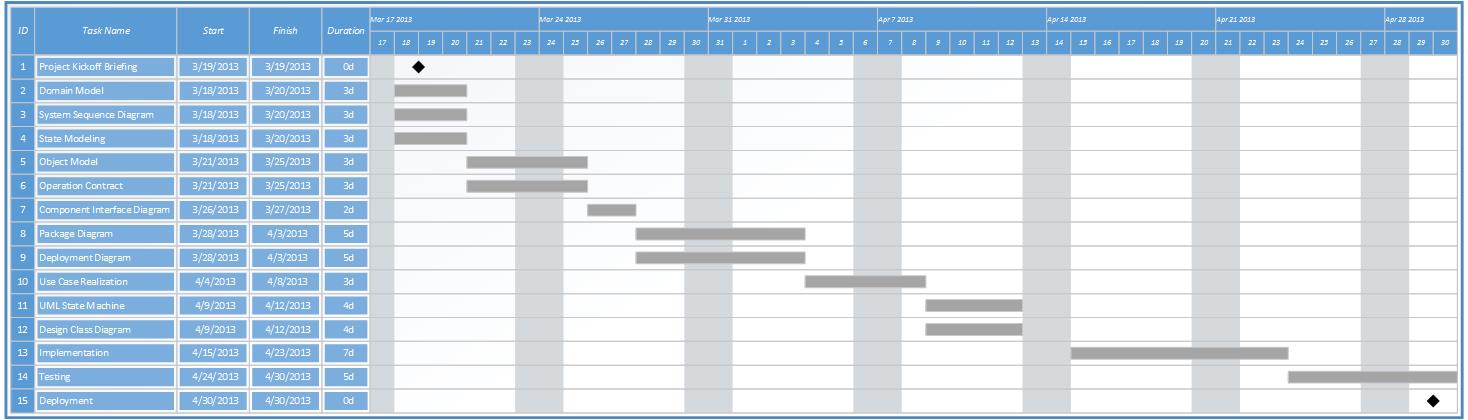 ID Task Name Start Finish Duration Mar 17 2013 Mar 24 2013 Mar 31 2013 Apr 7 2013 Apr 14 2013 Apr 21 2013 Apr 28 2013
17 18 19 20 21 22 23 24 25 26 27 28 29 30 31 1 2 3 4 5 6 7 8 9 10 11 12 13 14 15 16 17 18 19 20 21 22 23 24 25 26 27 28 29 30
1 Project Kickoff Briefing 3/19/2013 3/19/2013 0d
2 Domain Model 3/18/2013 3/20/2013 3d
3 System Sequence Diagram 3/18/2013 3/20/2013 3d
4 State Modeling 3/18/2013 3/20/2013 3d
5 Object Model 3/21/2013 3/25/2013 3d
6 Operation Contract 3/21/2013 3/25/2013 3d
7 Component Interface Diagram 3/26/2013 3/27/2013 2d
8 Package Diagram 3/28/2013 4/3/2013 5d
9 Deployment Diagram 3/28/2013 4/3/2013 5d
10 Use Case Realization 4/4/2013 4/8/2013 3d
11 UML State Machine 4/9/2013 4/12/2013 4d
12 Design Class Diagram 4/9/2013 4/12/2013 4d
13 Implementation 4/15/2013 4/23/2013 7d
14 Testing 4/24/2013 4/30/2013 5d
15 Deployment 4/30/2013 4/30/2013 0d